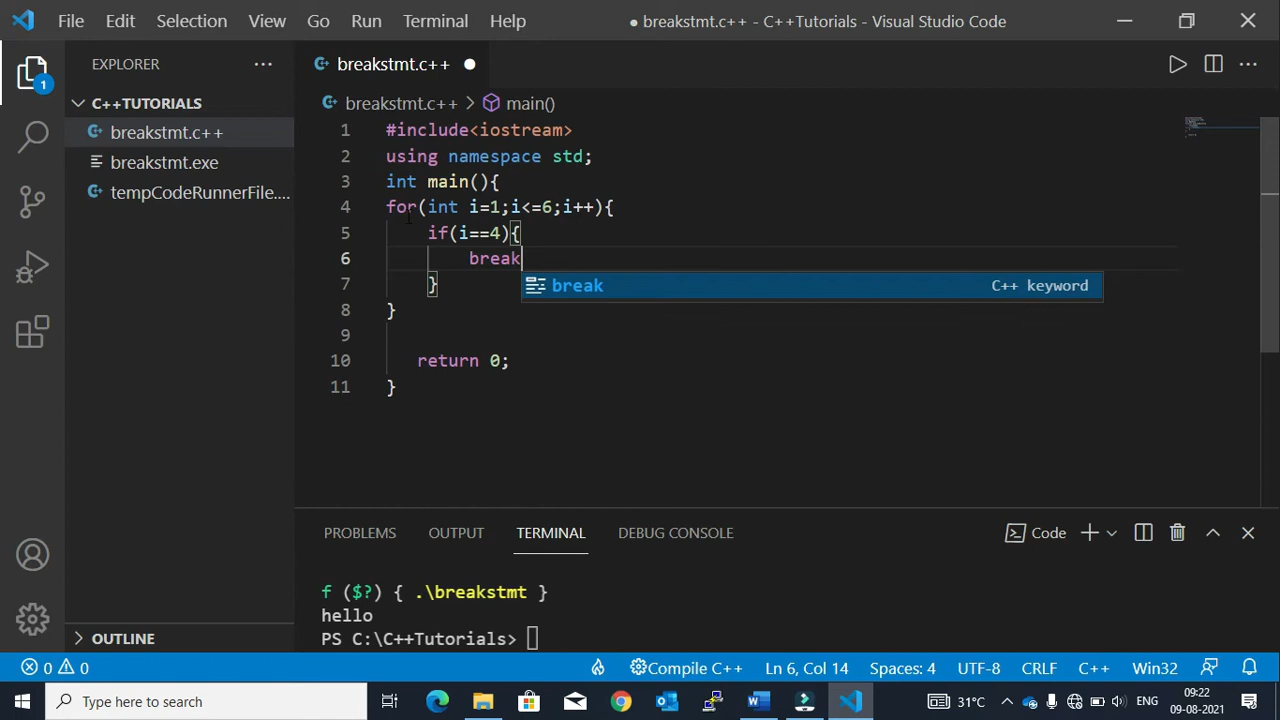 File Edit Selection View Go Run Terminal Help ● breakstmt.c++ - C++Tutorials - Visual Studio Code
EXPLORER
breakstmt.c++
C++TUTORIALS
breakstmt.c++
breakstmt.exe
tempCodeRunnerFile....
breakstmt.c++ > main()
1 #include<iostream>
2 using namespace std;
3 int main(){
4 for(int i=1;i<=6;i++){
5 if(i==4){
6 break
break C++ keyword
7 }
8 }
9
10 return 0;
11 }
PROBLEMS OUTPUT TERMINAL DEBUG CONSOLE
Code
f ($?) { .\breakstmt }
hello
PS C:\C++Tutorials>
1
OUTLINE
0 0
Compile C++ Ln 6, Col 14 Spaces: 4 UTF-8 CRLF C++ Win32
Type here to search
31°C
ENG
09:22
09-08-2021